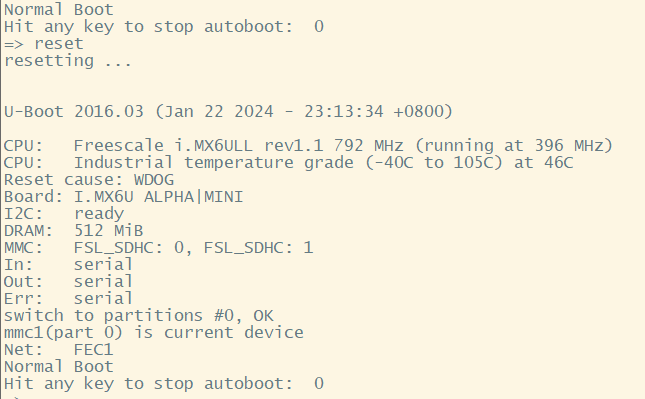 Normal Boot
Hit any key to stop autoboot:  0
=> reset
resetting ...
U-Boot 2016.03 (Jan 22 2024 - 23:13:34 +0800)
CPU:   Freescale i.MX6ULL rev1.1 792 MHz (running at 396 MHz)
CPU:   Industrial temperature grade (-40C to 105C) at 46C
Reset cause: WDOG
Board: I.MX6U ALPHA|MINI
I2C:   ready
DRAM:  512 MiB
MMC:   FSL_SDHC: 0, FSL_SDHC: 1
In:    serial
Out:   serial
Err:   serial
switch to partitions #0, OK
mmc1(part 0) is current device
Net:   FEC1
Normal Boot
Hit any key to stop autoboot:  0